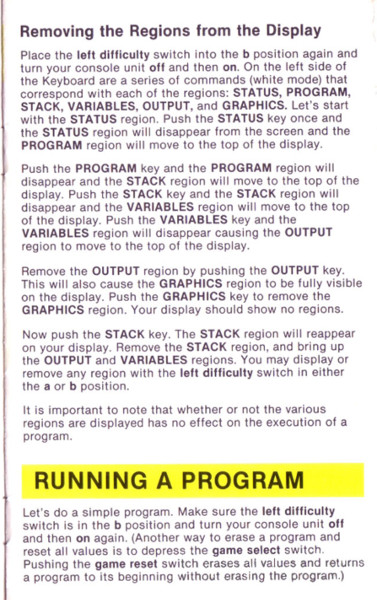 Removing the Regions from the Display
Place the left difficulty switch into the b position again and
turn your console unit off and then on. On the left side of
the Keyboard are a series of commands (white mode) that
correspond with each of the regions: STATUS, PROGRAM,
STACK, VARIABLES, OUTPUT, and GRAPHICS. Let's start
with the STATUS region. Push the STATUS key once and
the STATUS region will disappear from the screen and the
PROGRAM region will move to the top of the display.
Push the PROGRAM key and the PROGRAM region will
disappear and the STACK region will move to the top of the
display. Push the STACK key and the STACK region will
disappear and the VARIABLES region will move to the top
of the display. Push the VARIABLES key and the
VARIABLES region will disappear causing the OUTPUT
region to move to the top of the display.
Remove the OUTPUT region by pushing the OUTPUT key.
This will also cause the GRAPHICS region to be fully visible
on the display. Push the GRAPHICS key to remove the
GRAPHICS region. Your display should show no regions.
Now push the STACK key. The STACK region will reappear
on your display. Remove the STACK region, and bring up
the OUTPUT and VARIABLES regions. You may display or
remove any region with the left difficulty switch in either
the a or b position.
It is important to note that whether or not the various
regions are displayed has no effect on the execution of a
program.
RUNNING A PROGRAM
Let's do a simple program. Make sure the left difficulty
switch is in the b position and turn your console unit off
and then on again. (Another way to erase a program and
reset all values is to depress the game select switch.
Pushing the game reset switch erases all values and returns
a program to its beginning without erasing the program.)